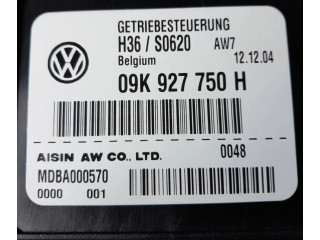 GETRIEBESTEUERUNG
H36 / S0620 AW7
Belgium 12.12.04
09K 927 750 H
AISIN AW CO., LTD. 0048
MDBA000570
0000 001